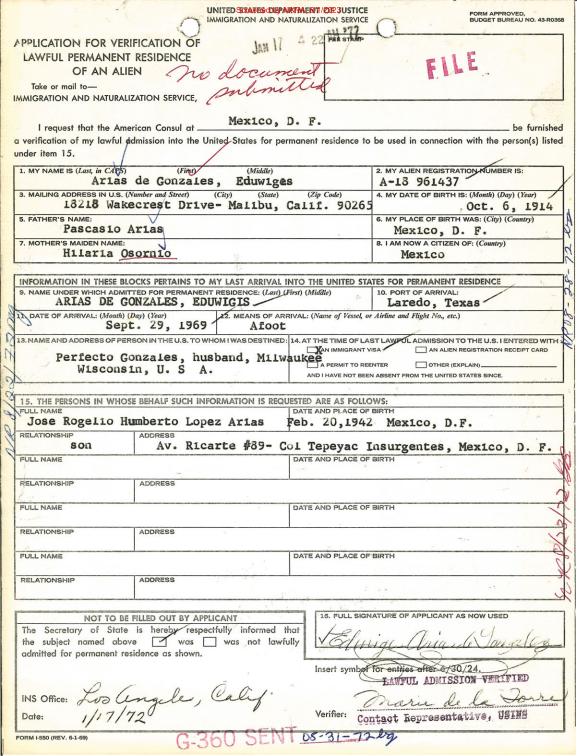 UNITED STATES DEPARTMENT OF JUSTICE
IMMIGRATION AND NATURALIZATION SERVICE
FORM APPROVED,
BUDGET BUREAU NO. 43-R0358
JAN 17 4 22
PER STAMP
FILE
APPLICATION FOR VERIFICATION OF
LAWFUL PERMANENT RESIDENCE
OF AN ALIEN
no document
submitted
Take or mail to—
IMMIGRATION AND NATURALIZATION SERVICE,
I request that the American Consul at Mexico, D. F. be furnished
a verification of my lawful admission into the United States for permanent residence to be used in connection with the person(s) listed
under item 15.
1. MY NAME IS (Last, in CAPS) (First) (Middle)
Arias de Gonzales, Eduwiges
2. MY ALIEN REGISTRATION NUMBER IS:
A-13 961437
3. MAILING ADDRESS IN U.S. (Number and Street) (City) (State) (Zip Code)
18218 Wakecrest Drive- Malibu, Calif. 90265
4. MY DATE OF BIRTH IS: (Month) (Day) (Year)
Oct. 6, 1914
5. FATHER'S NAME:
Pascasio Arias
6. MY PLACE OF BIRTH WAS: (City) (Country)
Mexico, D. F.
7. MOTHER'S MAIDEN NAME:
Hilaria Osornio
8. I AM NOW A CITIZEN OF: (Country)
Mexico
INFORMATION IN THESE BLOCKS PERTAINS TO MY LAST ARRIVAL INTO THE UNITED STATES FOR PERMANENT RESIDENCE
9. NAME UNDER WHICH ADMITTED FOR PERMANENT RESIDENCE: (Last) (First) (Middle)
ARIAS DE GONZALES, EDUWIGIS
10. PORT OF ARRIVAL:
Laredo, Texas
11. DATE OF ARRIVAL: (Month) (Day) (Year)
Sept. 29, 1969
12. MEANS OF ARRIVAL: (Name of Vessel, or Airline and Flight No., etc.)
Afoot
13. NAME AND ADDRESS OF PERSON IN THE U.S. TO WHOM I WAS DESTINED:
Perfecto Gonzales, husband, Milwaukee
Wisconsin, U. S A.
14. AT THE TIME OF LAST LAWFUL ADMISSION TO THE U.S. I ENTERED WITH
X AN IMMIGRANT VISA AN ALIEN REGISTRATION RECEIPT CARD
A PERMIT TO REENTER OTHER (EXPLAIN)
AND I HAVE NOT BEEN ABSENT FROM THE UNITED STATES SINCE.
15. THE PERSONS IN WHOSE BEHALF SUCH INFORMATION IS REQUESTED ARE AS FOLLOWS:
FULL NAME DATE AND PLACE OF BIRTH
Jose Rogelio Humberto Lopez Arias Feb. 20,1942 Mexico, D.F.
RELATIONSHIP ADDRESS
son Av. Ricarte #89- Col Tepeyac Insurgentes, Mexico, D. F.
FULL NAME DATE AND PLACE OF BIRTH
RELATIONSHIP ADDRESS
FULL NAME DATE AND PLACE OF BIRTH
RELATIONSHIP ADDRESS
FULL NAME DATE AND PLACE OF BIRTH
RELATIONSHIP ADDRESS
NOT TO BE FILLED OUT BY APPLICANT
The Secretary of State is hereby respectfully informed that
the subject named above was was not lawfully
admitted for permanent residence as shown.
INS Office: Los Angeles, Calif
Date: 1/17/72
16. FULL SIGNATURE OF APPLICANT AS NOW USED
Insert symbol for entries after 6/30/24.
LAWFUL ADMISSION VERIFIED
Verifier: Maria de la Torre
Contact Representative, USINS
FORM I-550 (REV. 6-1-69)
G-360 SENT 08-31-72